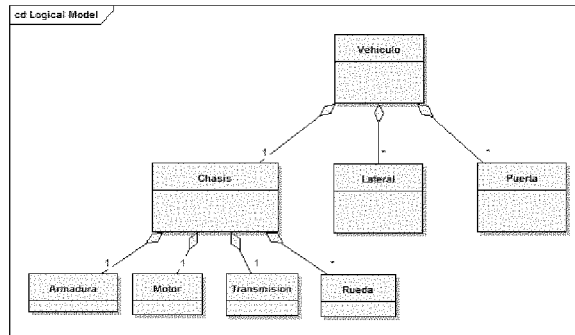 cd Logical Model
Vehiculo
1
*
*
Chasis
Lateral
Puerta
1
1
1
*
Armadura
Motor
Transmision
Rueda